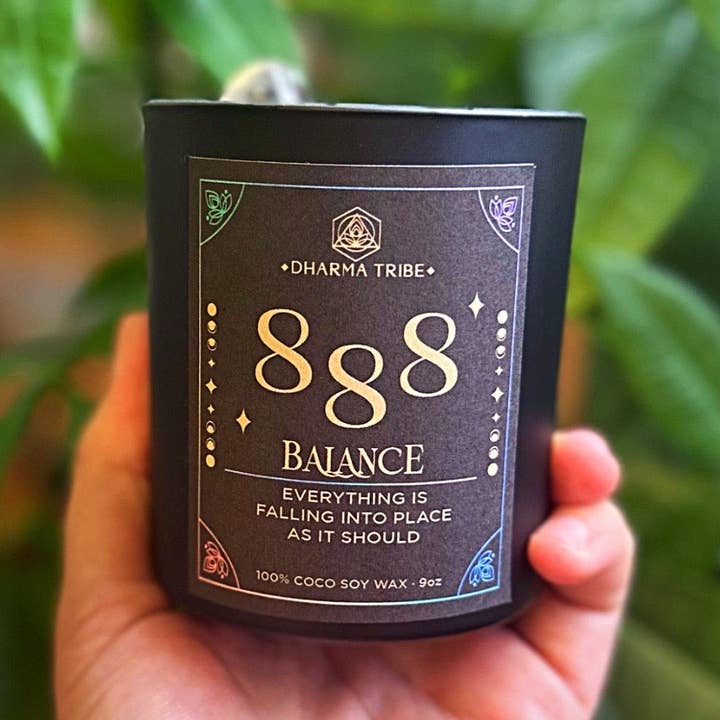 DHARMA TRIBE
888
BALANCE
EVERYTHING IS
FALLING INTO PLACE
AS IT SHOULD
100% COCO SOY WAX · 9oz